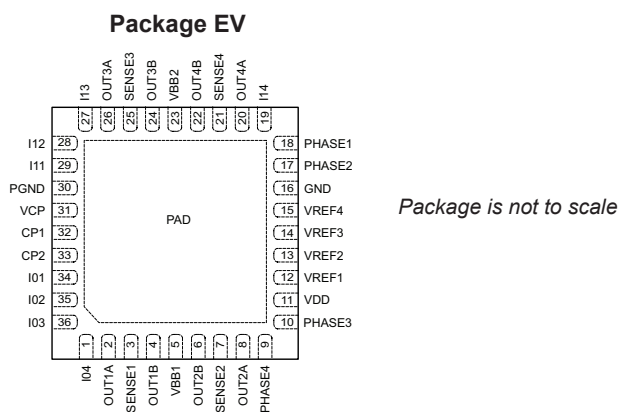 Package EV
I13
OUT3A
SENSE3
OUT3B
VBB2
OUT4B
SENSE4
OUT4A
I14
27
26
25
24
23
22
21
20
19
I12 28
I11 29
PGND 30
VCP 31
CP1 32
CP2 33
I01 34
I02 35
I03 36
PAD
18 PHASE1
17 PHASE2
16 GND
15 VREF4
14 VREF3
13 VREF2
12 VREF1
11 VDD
10 PHASE3
Package is not to scale
1
2
3
4
5
6
7
8
9
I04
OUT1A
SENSE1
OUT1B
VBB1
OUT2B
SENSE2
OUT2A
PHASE4